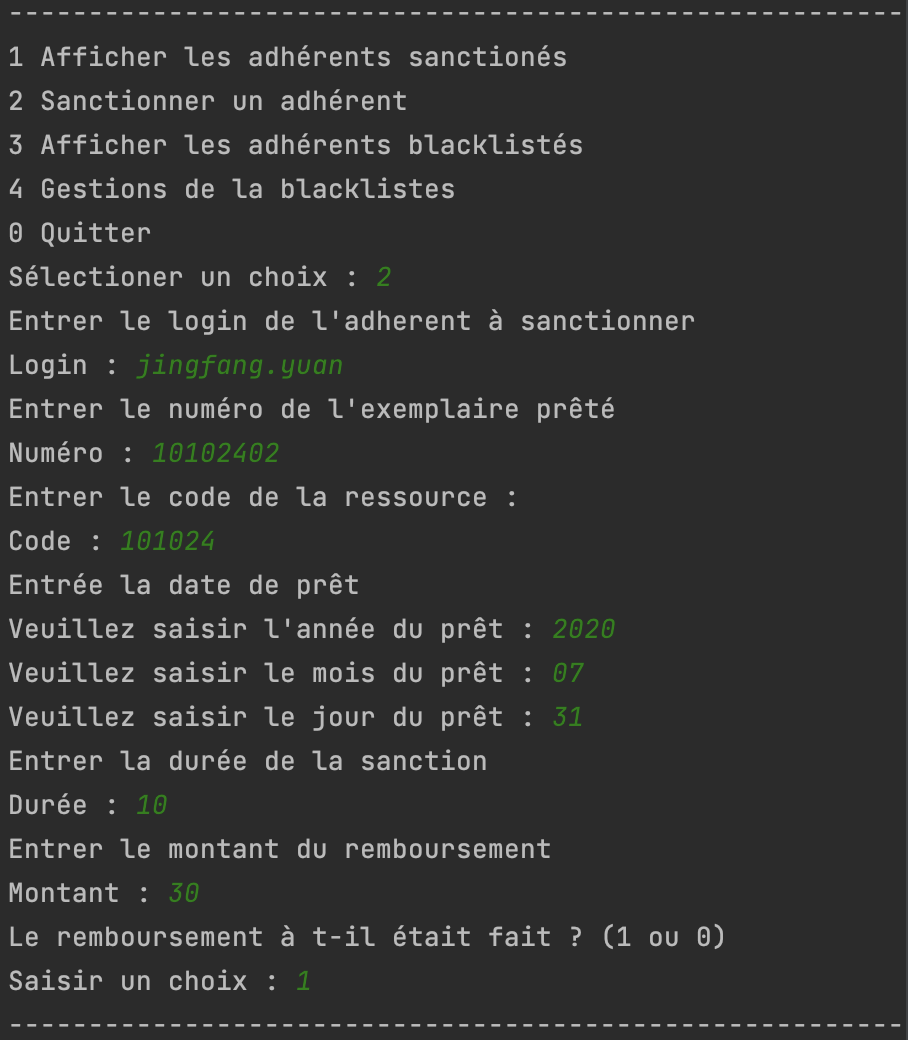 ------------------------------------------------------------
1 Afficher les adhérents sanctionés
2 Sanctionner un adhérent
3 Afficher les adhérents blacklistés
4 Gestions de la blacklistes
0 Quitter
Sélectioner un choix : 2
Entrer le login de l'adherent à sanctionner
Login : jingfang.yuan
Entrer le numéro de l'exemplaire prêté
Numéro : 10102402
Entrer le code de la ressource :
Code : 101024
Entrée la date de prêt
Veuillez saisir l'année du prêt : 2020
Veuillez saisir le mois du prêt : 07
Veuillez saisir le jour du prêt : 31
Entrer la durée de la sanction
Durée : 10
Entrer le montant du remboursement
Montant : 30
Le remboursement à t-il était fait ? (1 ou 0)
Saisir un choix : 1
------------------------------------------------------------